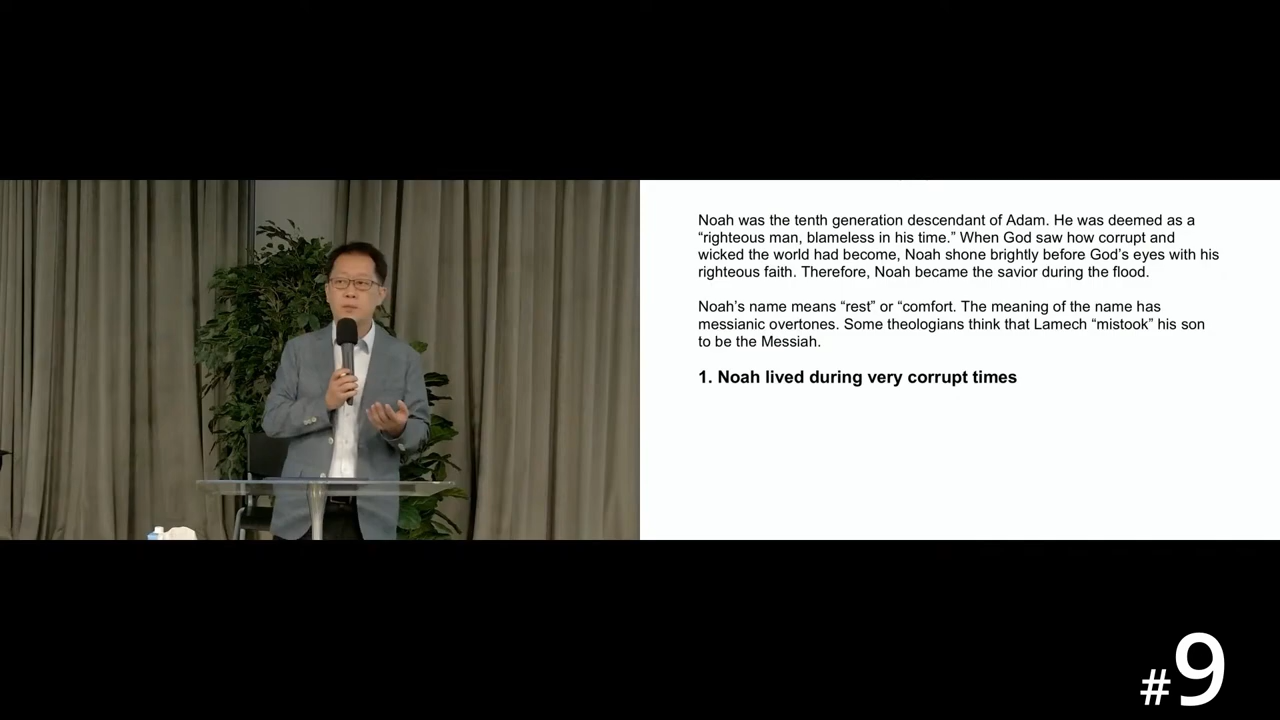 Noah was the tenth generation descendant of Adam. He was deemed as a
“righteous man, blameless in his time.” When God saw how corrupt and
wicked the world had become, Noah shone brightly before God’s eyes with his
righteous faith. Therefore, Noah became the savior during the flood.
Noah’s name means “rest” or “comfort. The meaning of the name has
messianic overtones. Some theologians think that Lamech “mistook” his son
to be the Messiah.
1. Noah lived during very corrupt times
#9